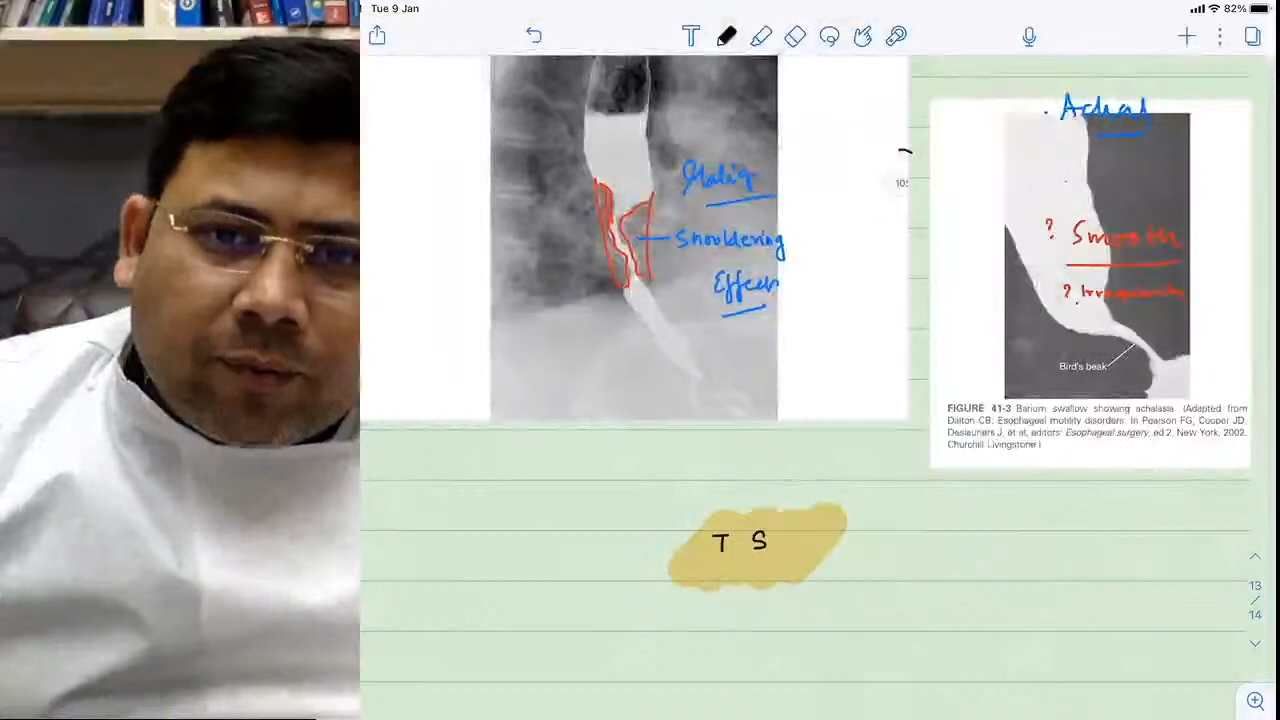 Tue 9 Jan
82%
Achal
Malig
105
Shouldering
? Smooth
Effect
? Irregularity
Bird's beak
FIGURE 41-3 Barium swallow showing achalasia. (Adapted from
Dalton CB: Esophageal motility disorders. In Pearson FG, Cooper JD,
Deslauriers J, et al, editors: Esophageal surgery, ed 2, New York, 2002,
Churchill Livingstone.)
T S
13
/
14